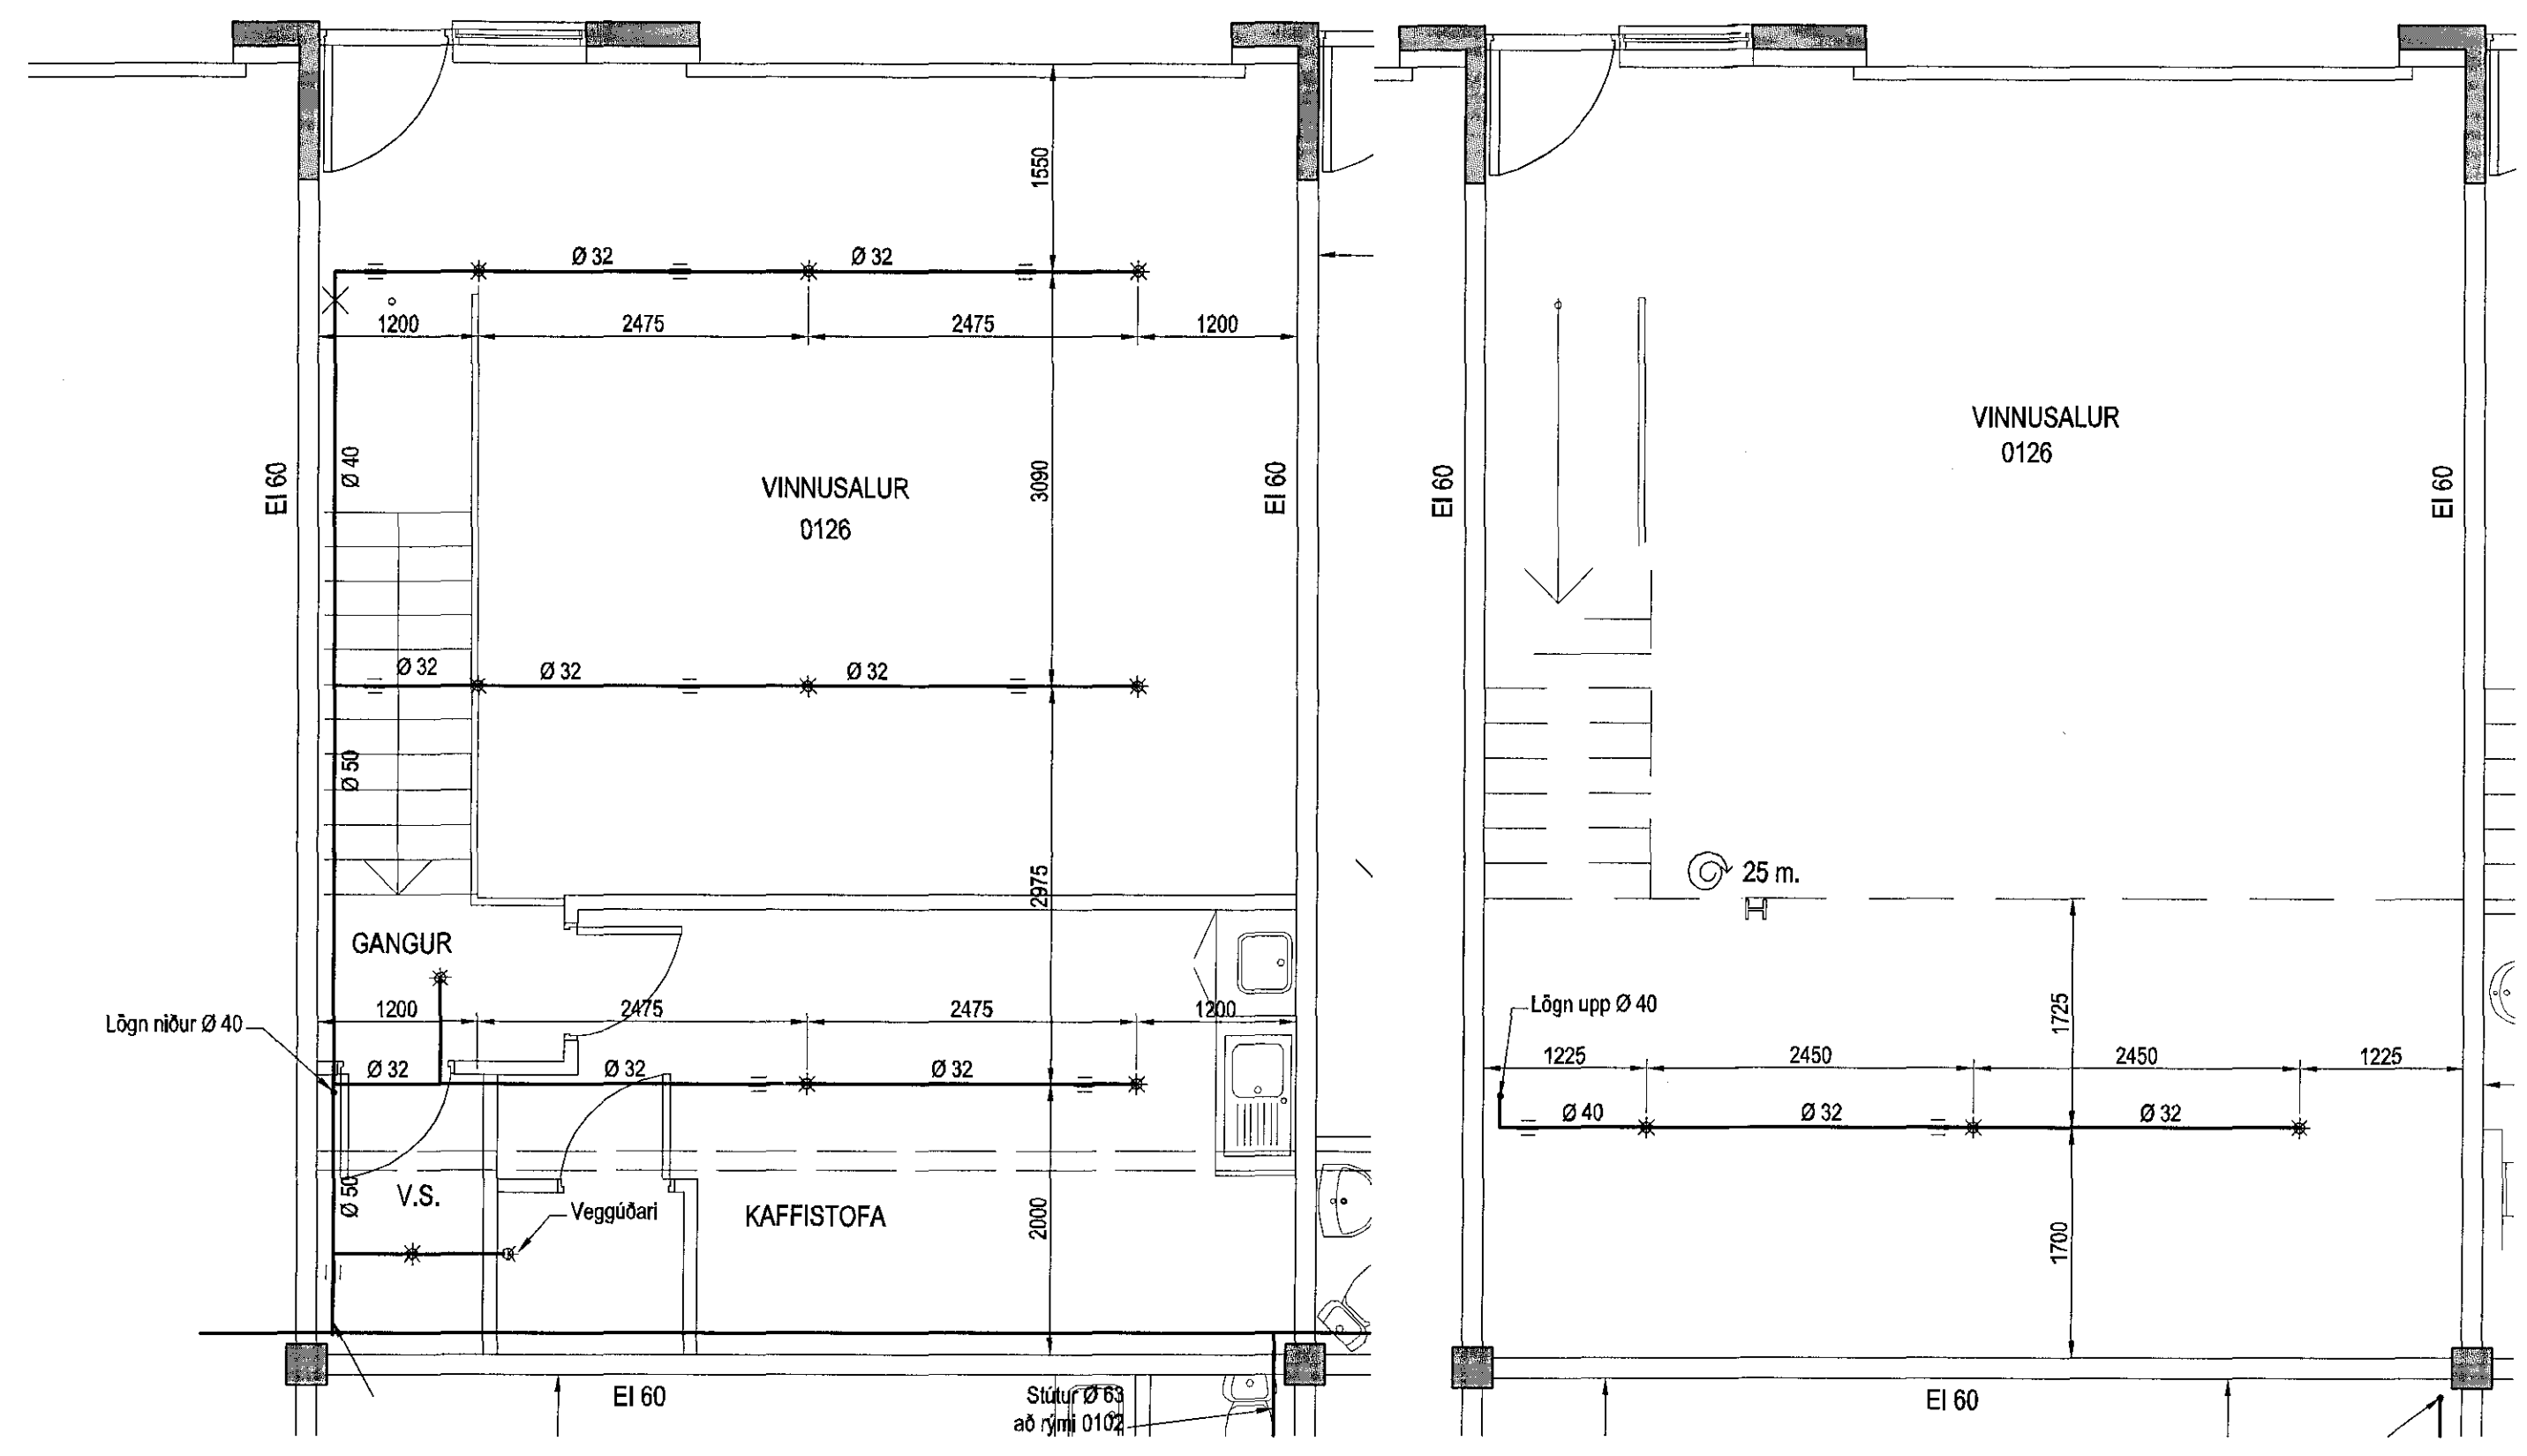 1550
Ø 32
Ø 32
1200
2475
2475
1200
Ø 40
EI 60
VINNUSALUR
0126
3090
EI 60
Ø 32
Ø 32
Ø 32
Ø 50
2975
GANGUR
1200
2475
2475
1200
Lögn niður Ø 40
Ø 32
Ø 32
Ø 32
Ø 50
V.S.
Veggúðari
KAFFISTOFA
2000
EI 60
Stútur Ø 63
að rými 0102
VINNUSALUR
0126
EI 60
EI 60
25 m.
1725
Lögn upp Ø 40
1225
2450
2450
1225
Ø 40
Ø 32
Ø 32
1700
EI 60